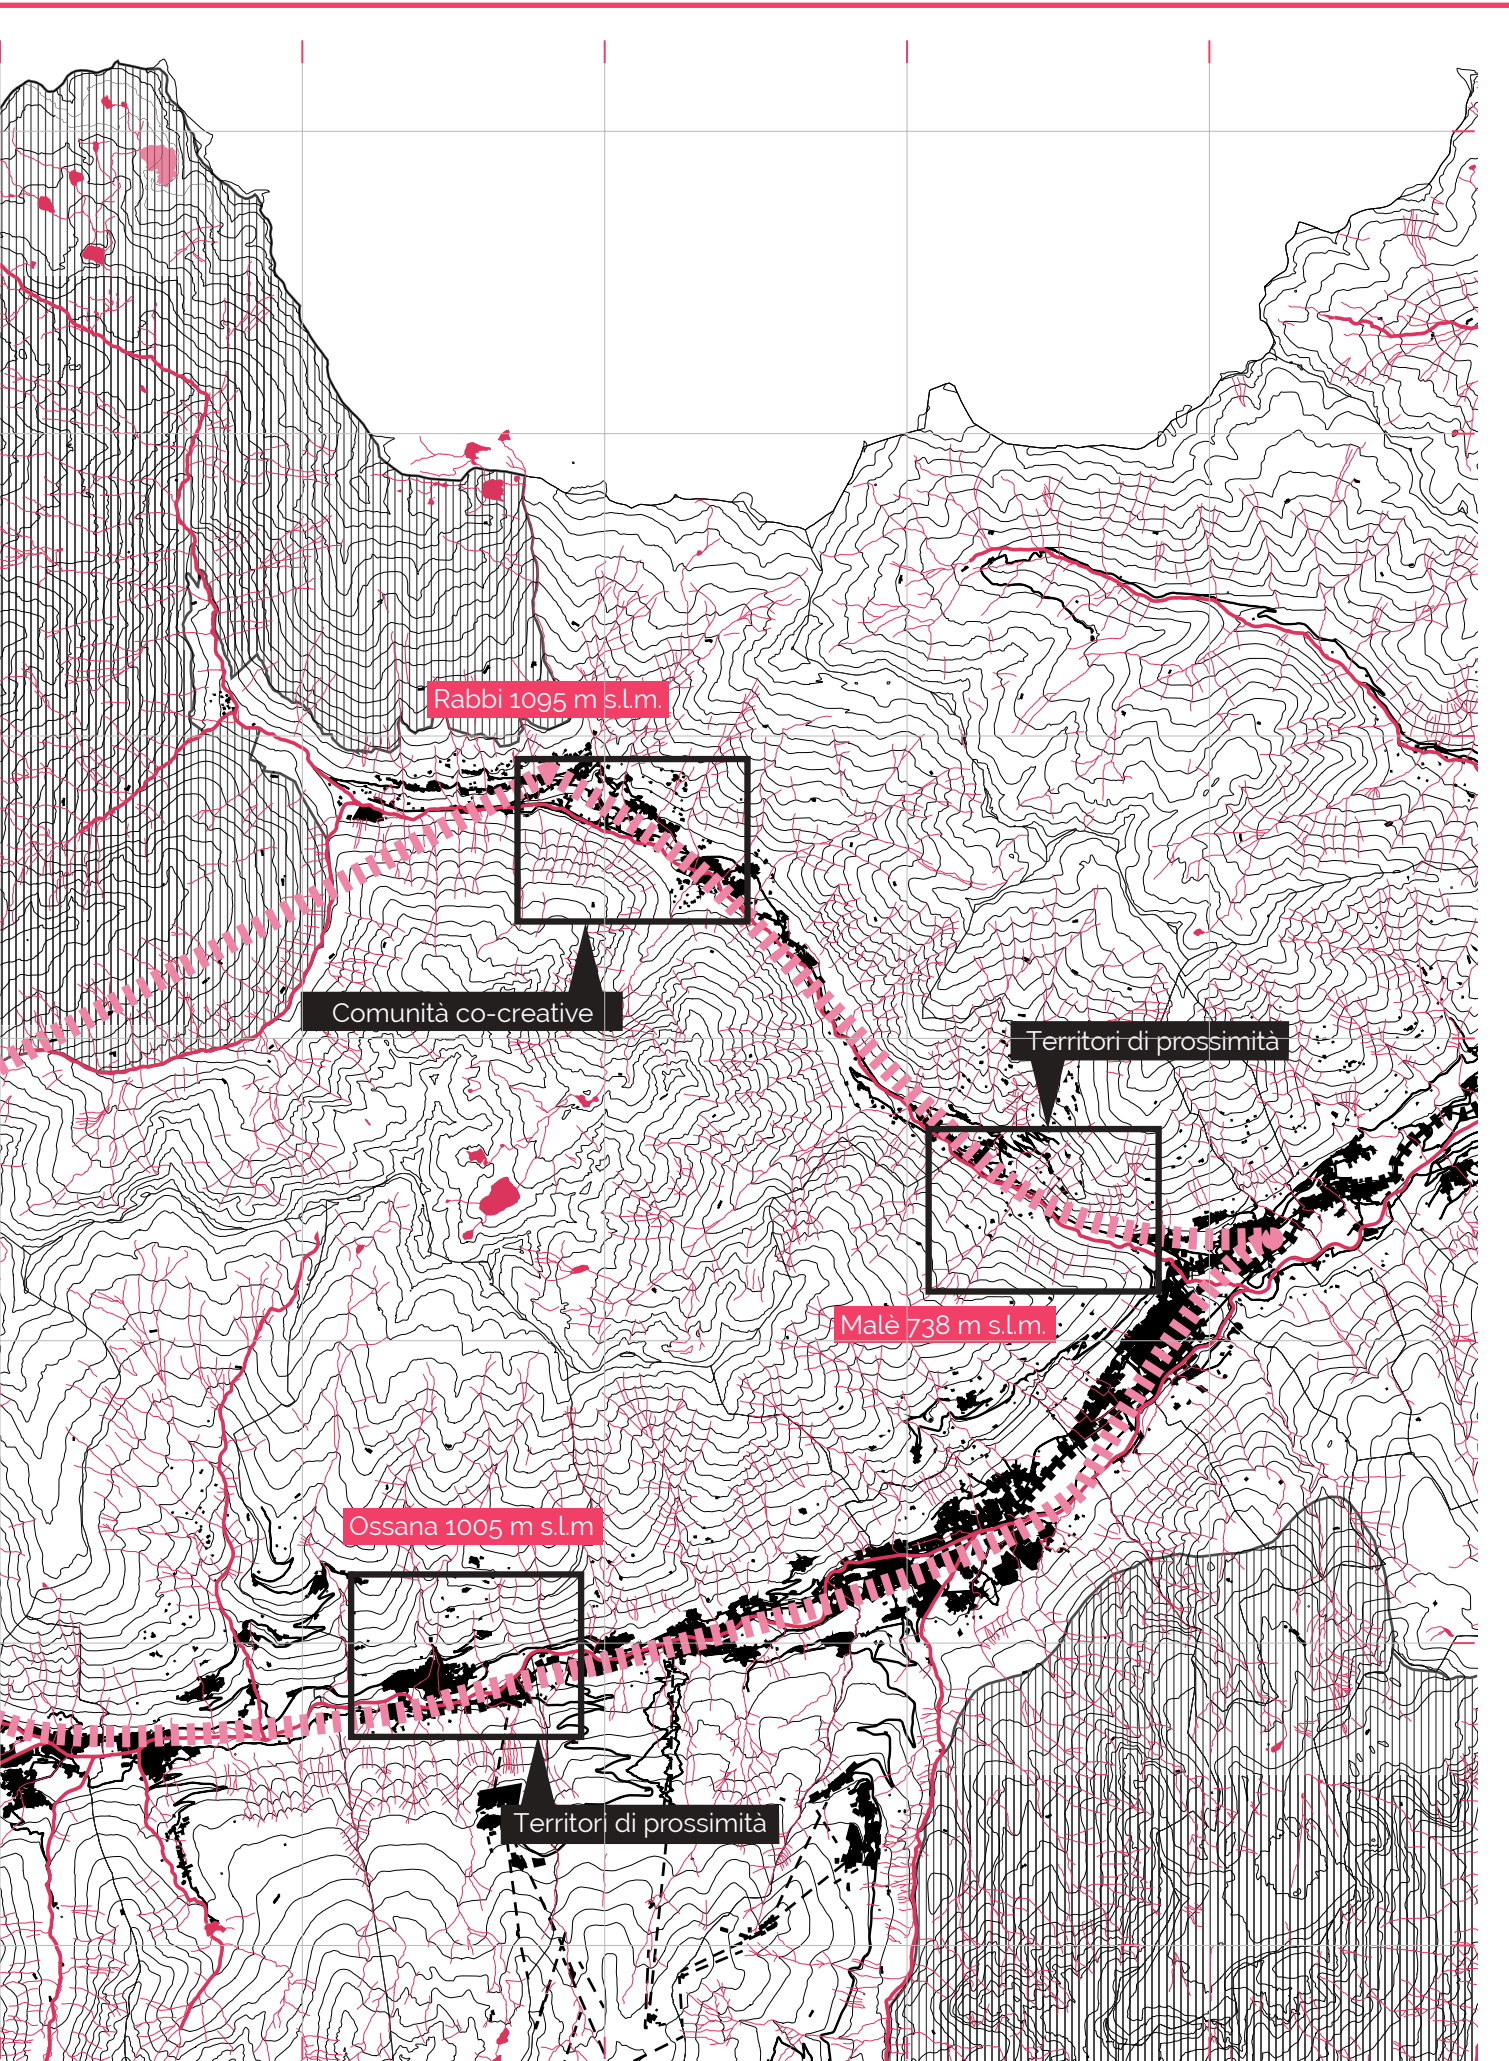 Rabbi 1095 m s.l.m.
Comunità co-creative
Territori di prossimità
Malè 738 m s.l.m.
Ossana 1005 m s.l.m
Territori di prossimità